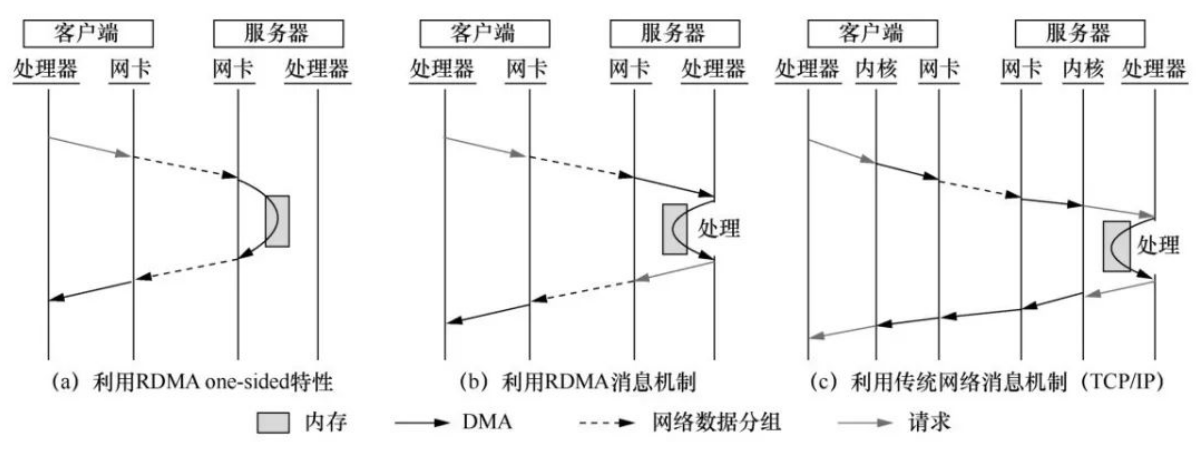 客户端 服务器 客户端 服务器 客户端 服务器
处理器 网卡 网卡 处理器 处理器 网卡 网卡 处理器 处理器 内核 网卡 网卡 内核 处理器
处理 处理
(a) 利用RDMA one-sided特性 (b) 利用RDMA消息机制 (c) 利用传统网络消息机制（TCP/IP）
内存 DMA 网络数据分组 请求